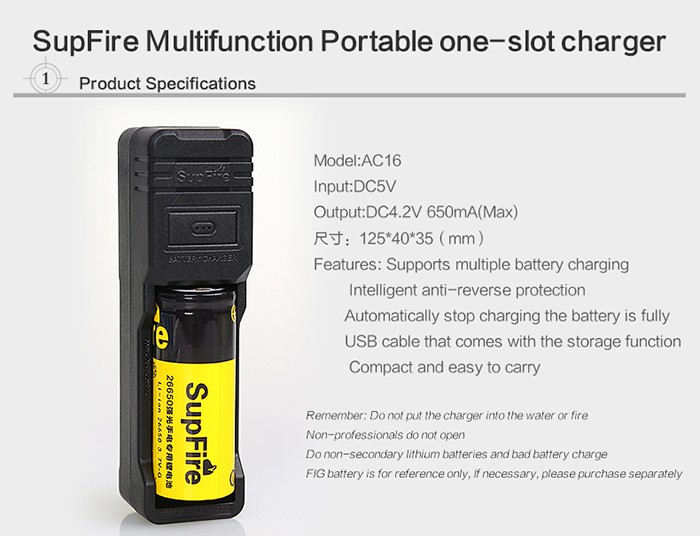 SupFire Multifunction Portable one-slot charger
1
Product Specifications
Model:AC16
Input:DC5V
Output:DC4.2V 650mA(Max)
尺寸：125*40*35（mm）
Features: Supports multiple battery charging
Intelligent anti-reverse protection
Automatically stop charging the battery is fully
USB cable that comes with the storage function
Compact and easy to carry
Remember: Do not put the charger into the water or fire
Non-professionals do not open
Do non-secondary lithium batteries and bad battery charge
FIG battery is for reference only, If necessary, please purchase separately
SupFire
BATTERY CHARGER
SupFire
26650强光手电专用锂电池
Li-ion 26650 3.7V